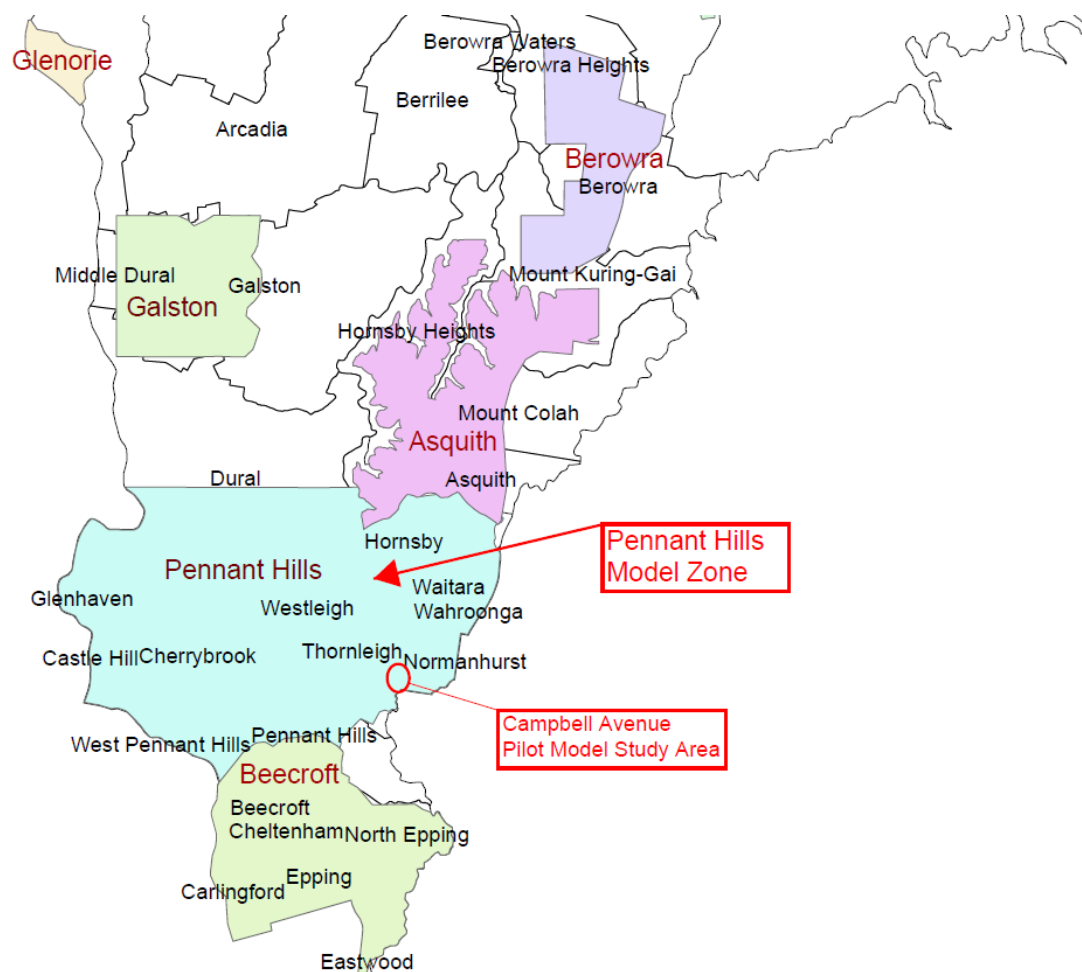 Berowra Waters
Glenorie
Berowra Heights
Berrilee
Arcadia
Berowra
Berowra
Middle Dural
Mount Kuring-Gai
Galston
Galston
Hornsby Heights
Mount Colah
Asquith
Asquith
Dural
Pennant Hills
Model Zone
Hornsby
Pennant Hills
Waitara
Glenhaven
Westleigh
Wahroonga
Thornleigh
Castle Hill
Cherrybrook
Normanhurst
Campbell Avenue
Pilot Model Study Area
Pennant Hills
West Pennant Hills
Beecroft
Beecroft
Cheltenham
North Epping
Epping
Carlingford
Eastwood